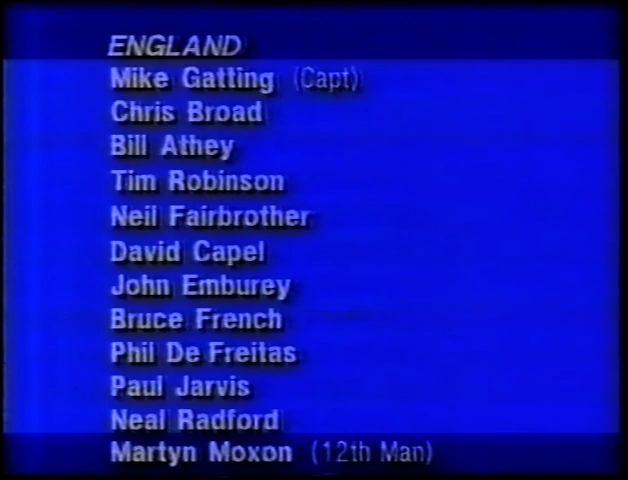 ENGLAND
Mike Gatting (Capt)
Chris Broad
Bill Athey
Tim Robinson
Neil Fairbrother
David Capel
John Emburey
Bruce French
Phil De Freitas
Paul Jarvis
Neal Radford
Martyn Moxon (12th Man)